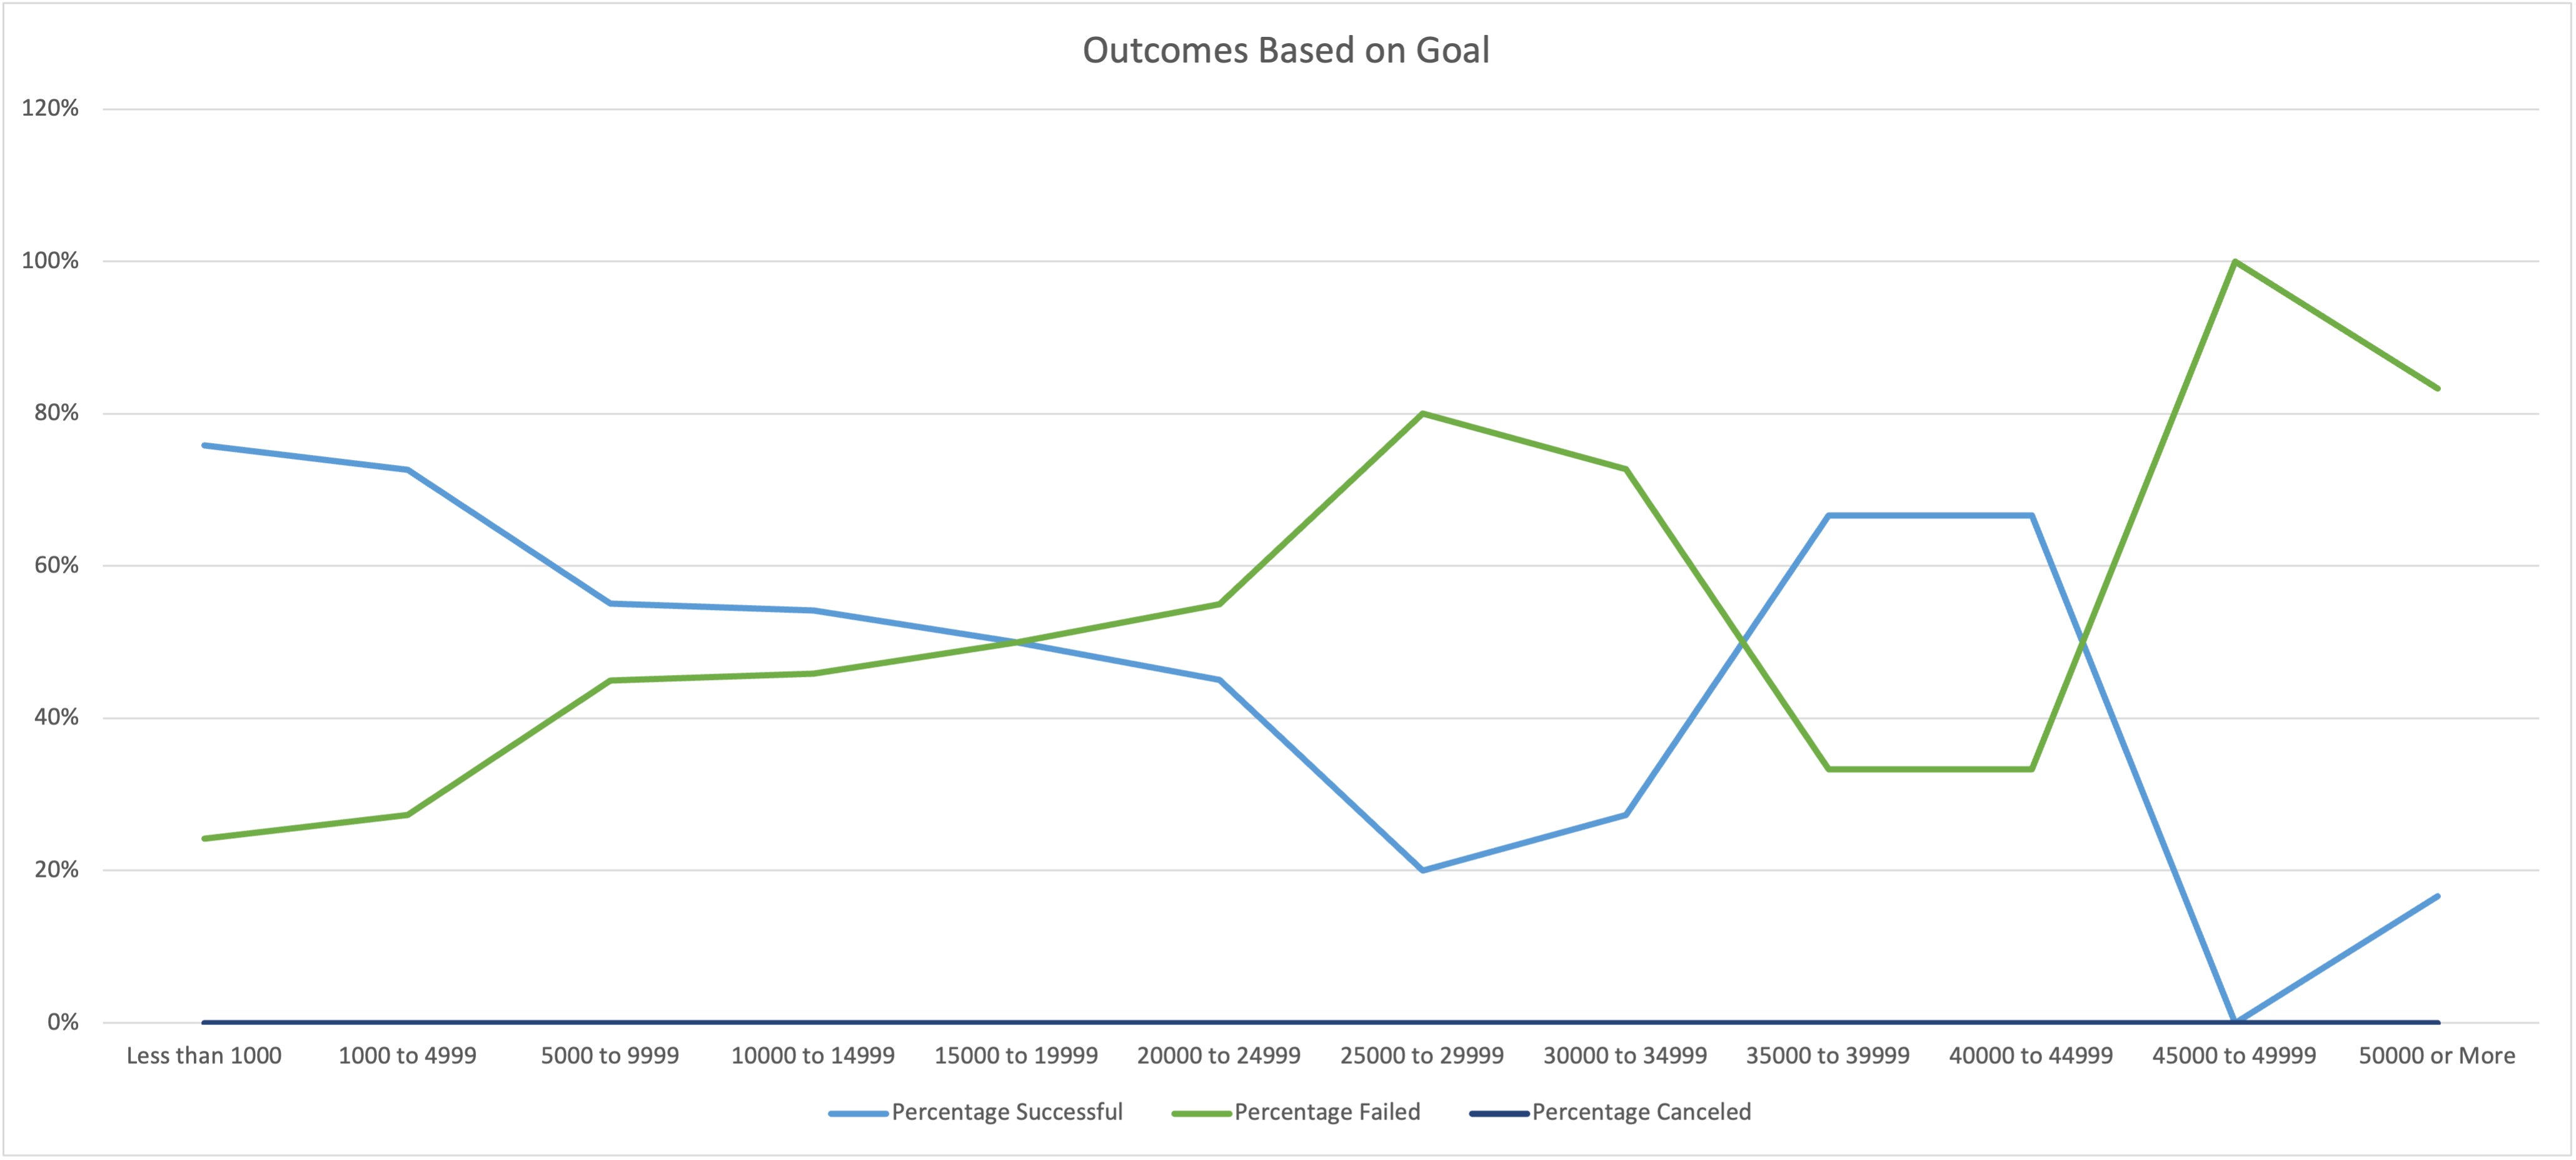 Outcomes Based on Goal
120%
100%
80%
60%
40%
20%
0%
Less than 1000 1000 to 4999 5000 to 9999 10000 to 14999 15000 to 19999 20000 to 24999 25000 to 29999 30000 to 34999 35000 to 39999 40000 to 44999 45000 to 49999 50000 or More
Percentage Successful Percentage Failed Percentage Canceled